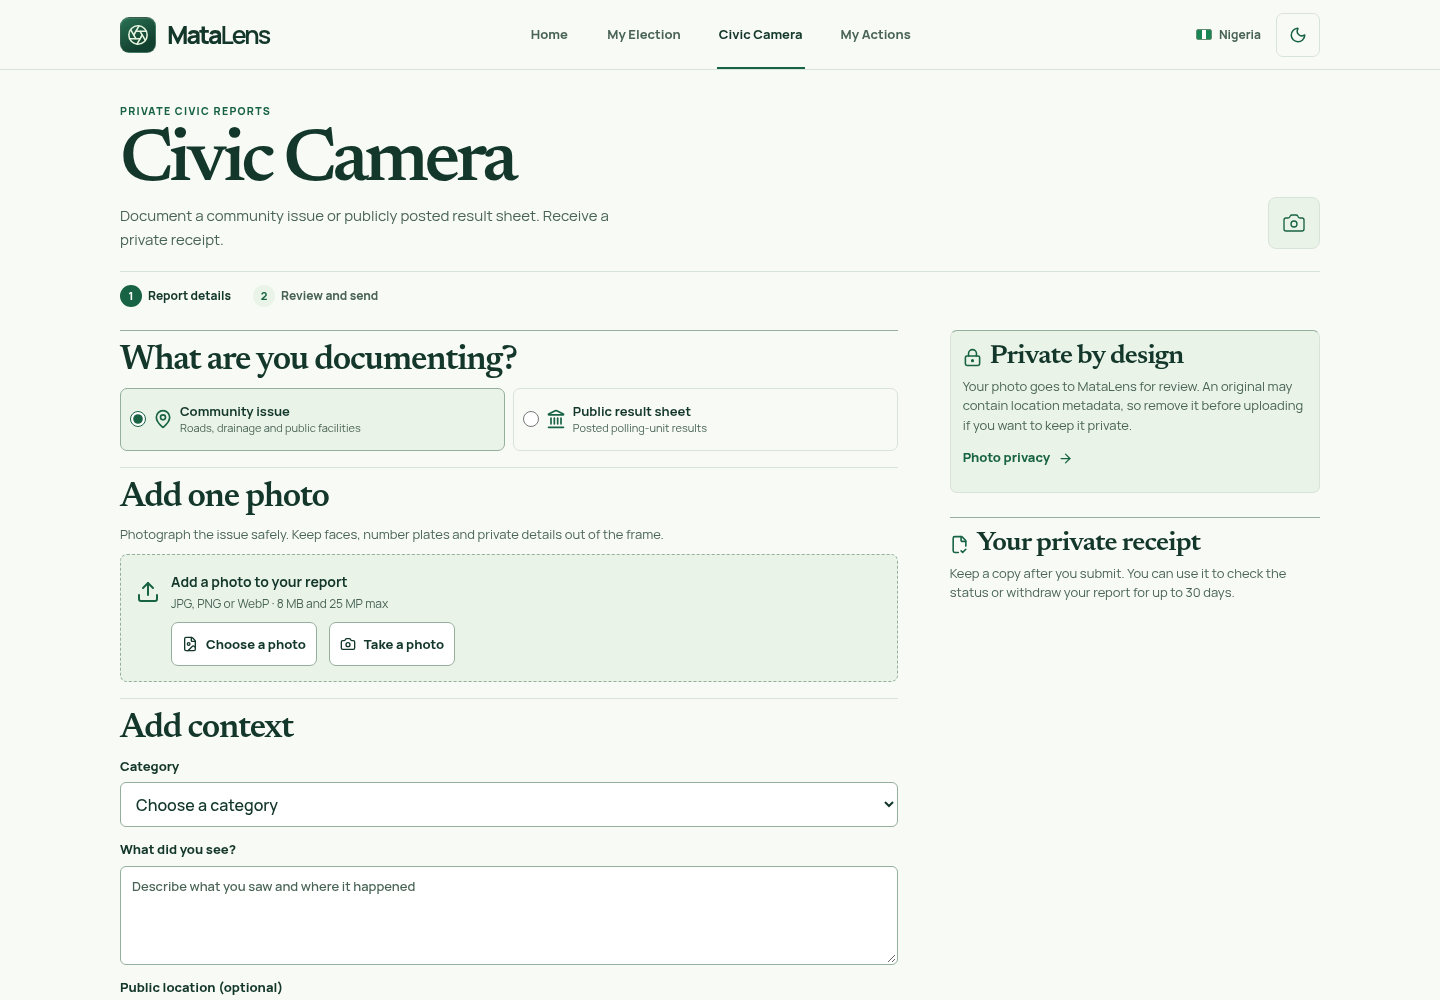 MataLens
Home
My Election
Civic Camera
My Actions
Nigeria
PRIVATE CIVIC REPORTS
Civic Camera
Document a community issue or publicly posted result sheet. Receive a
private receipt.
1 Report details
2 Review and send
What are you documenting?
Community issue
Roads, drainage and public facilities
Public result sheet
Posted polling-unit results
Add one photo
Photograph the issue safely. Keep faces, number plates and private details out of the frame.
Add a photo to your report
JPG, PNG or WebP · 8 MB and 25 MP max
Choose a photo
Take a photo
Add context
Category
Choose a category
What did you see?
Describe what you saw and where it happened
Public location (optional)
Private by design
Your photo goes to MataLens for review. An original may
contain location metadata, so remove it before uploading
if you want to keep it private.
Photo privacy →
Your private receipt
Keep a copy after you submit. You can use it to check the
status or withdraw your report for up to 30 days.